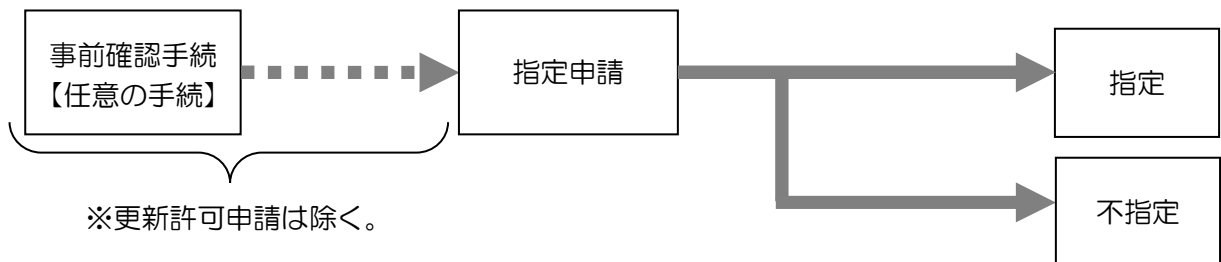 事前確認手続
【任意の手続】
指定申請
指定
不指定
※更新許可申請は除く。